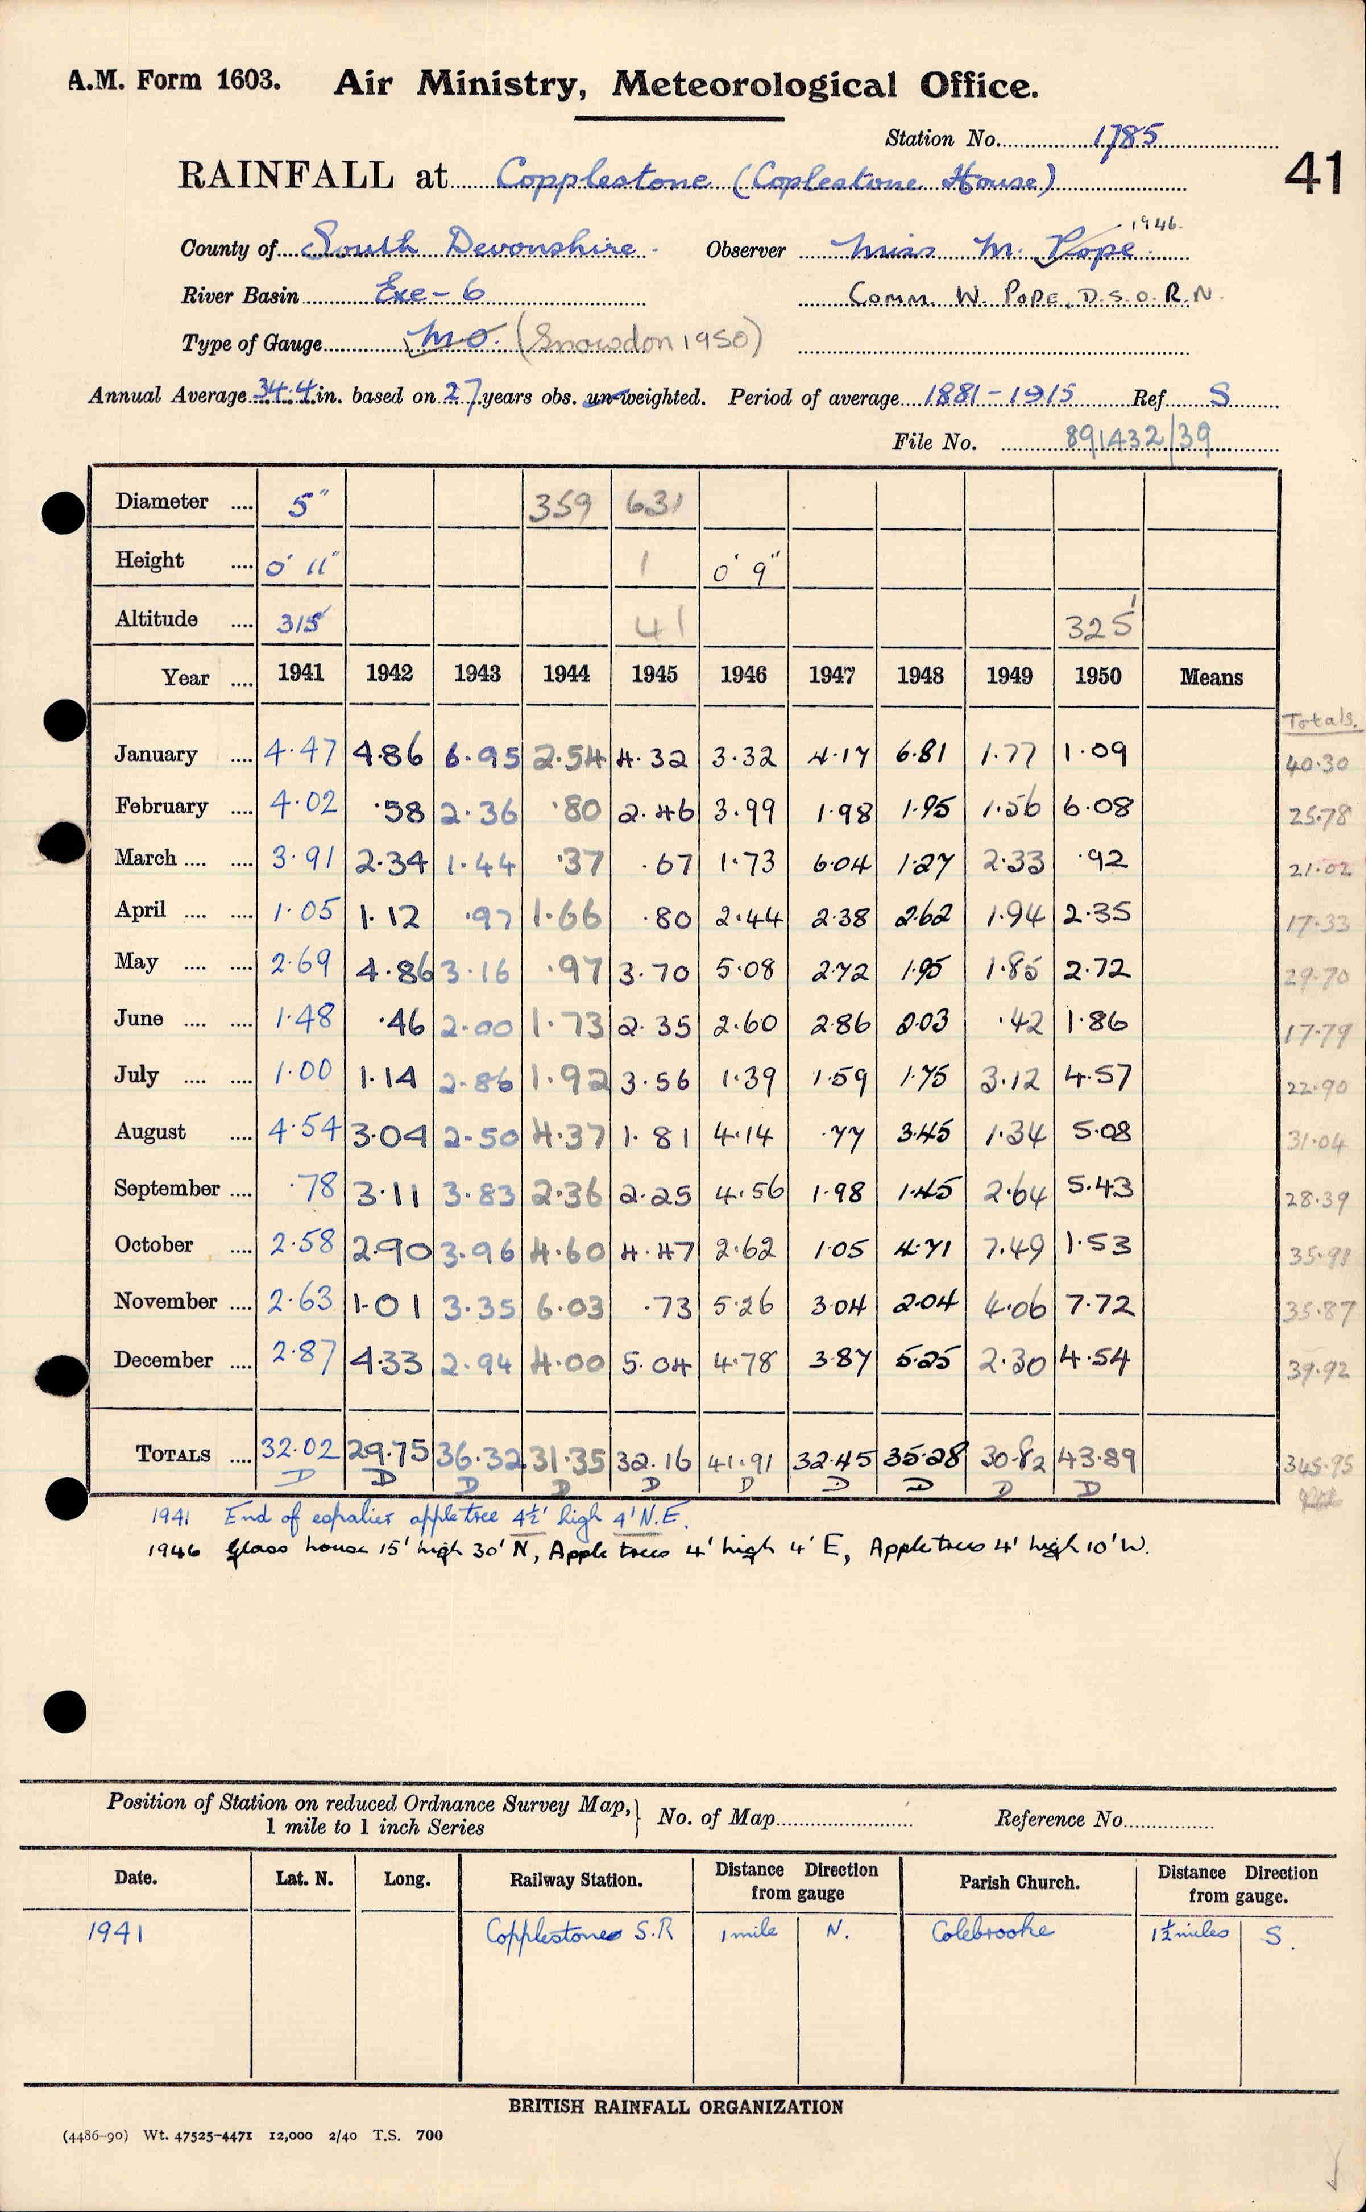 A.M. Form 1603. Air Ministry, Meteorological Office.
Station No. 1785
41
RAINFALL at Copplestone (Coplestone House)
1946.
County of South Devonshire. Observer Miss M. Pope.
River Basin Exe - 6 Comm. W. Pope, D.S.O. R.N.
Type of Gauge M.O. (Snowdon 1950)
Annual Average 34.4 in. based on 27 years obs. un-weighted. Period of average 1881-1915 Ref S
File No. 891432/39
Diameter 5" 359 631
Height 0' 11" 1 0' 9"
Altitude 315' 41 325'
Year 1941 1942 1943 1944 1945 1946 1947 1948 1949 1950 Means
Totals.
January 4.47 4.86 6.95 2.54 4.32 3.32 4.17 6.81 1.77 1.09 40.30
February 4.02 .58 2.36 .80 2.46 3.99 1.98 1.95 1.56 6.08 25.78
March 3.91 2.34 1.44 .37 .67 1.73 6.04 1.27 2.33 .92 21.02
April 1.05 1.12 .97 1.66 .80 2.44 2.38 2.62 1.94 2.35 17.33
May 2.69 4.86 3.16 .97 3.70 5.08 2.72 1.95 1.85 2.72 29.70
June 1.48 .46 2.00 1.73 2.35 2.60 2.86 2.03 .42 1.86 17.79
July 1.00 1.14 2.86 1.92 3.56 1.39 1.59 1.75 3.12 4.57 22.90
August 4.54 3.04 2.50 4.37 1.81 4.14 .77 3.45 1.34 5.08 31.04
September .78 3.11 3.83 2.36 2.25 4.56 1.98 1.45 2.64 5.43 28.39
October 2.58 2.90 3.96 4.60 4.47 2.62 1.05 4.71 7.49 1.53 35.91
November 2.63 1.01 3.35 6.03 .73 5.26 3.04 2.04 4.06 7.72 35.87
December 2.87 4.33 2.94 4.00 5.04 4.78 3.87 5.25 2.30 4.54 39.92
Totals 32.02 29.75 36.32 31.35 32.16 41.91 32.45 35.28 30.82 43.89 345.95
D D D D D D D D D D
1941 End of espalier apple tree 4½' high 4' N.E.
1946 Glass house 15' high 30' N, Apple trees 4' high 4' E, Apple trees 4' high 10' W.
Position of Station on reduced Ordnance Survey Map, 1 mile to 1 inch Series } No. of Map Reference No.
Date. Lat. N. Long. Railway Station. Distance Direction from gauge Parish Church. Distance Direction from gauge.
1941 Copplestone S.R 1 mile N. Colebrooke 1½ miles S.
BRITISH RAINFALL ORGANIZATION
(4486-90) Wt. 47525-4471 12,000 2/40 T.S. 700